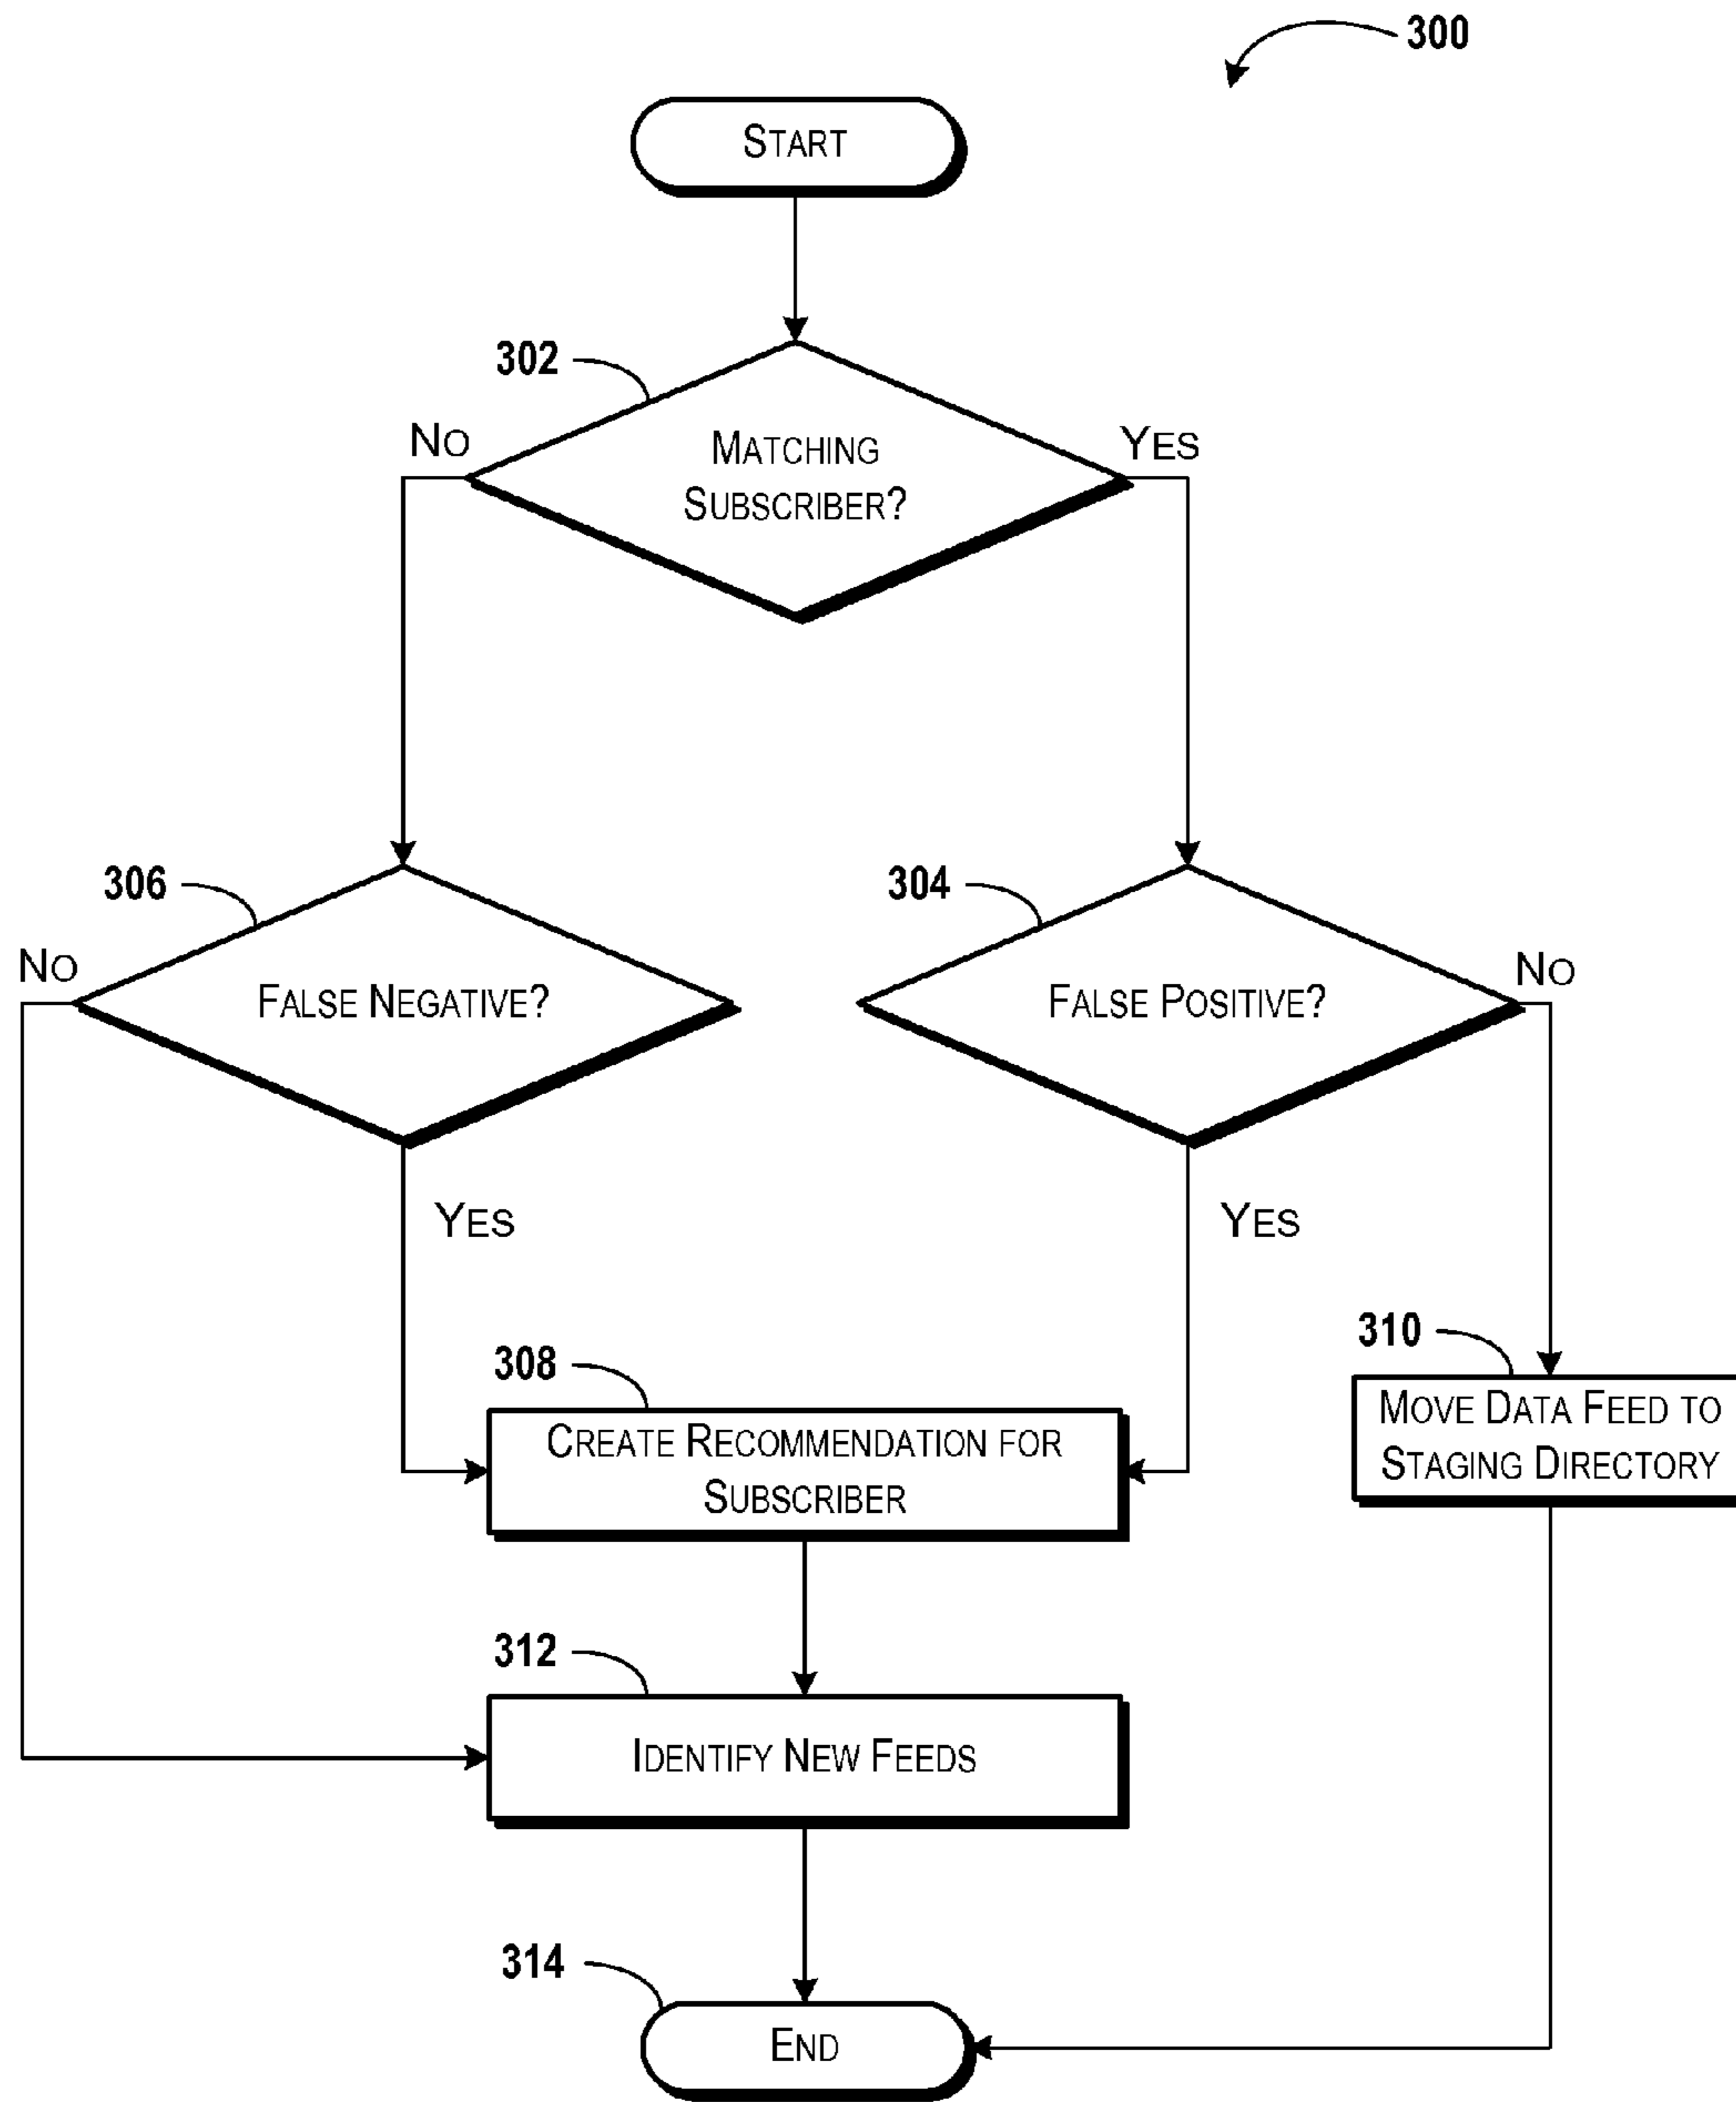 300
START
302
NO
YES
MATCHING
SUBSCRIBER?
306
304
NO
FALSE NEGATIVE?
FALSE POSITIVE?
NO
YES
YES
310
308
MOVE DATA FEED TO
STAGING DIRECTORY
CREATE RECOMMENDATION FOR
SUBSCRIBER
312
IDENTIFY NEW FEEDS
314
END